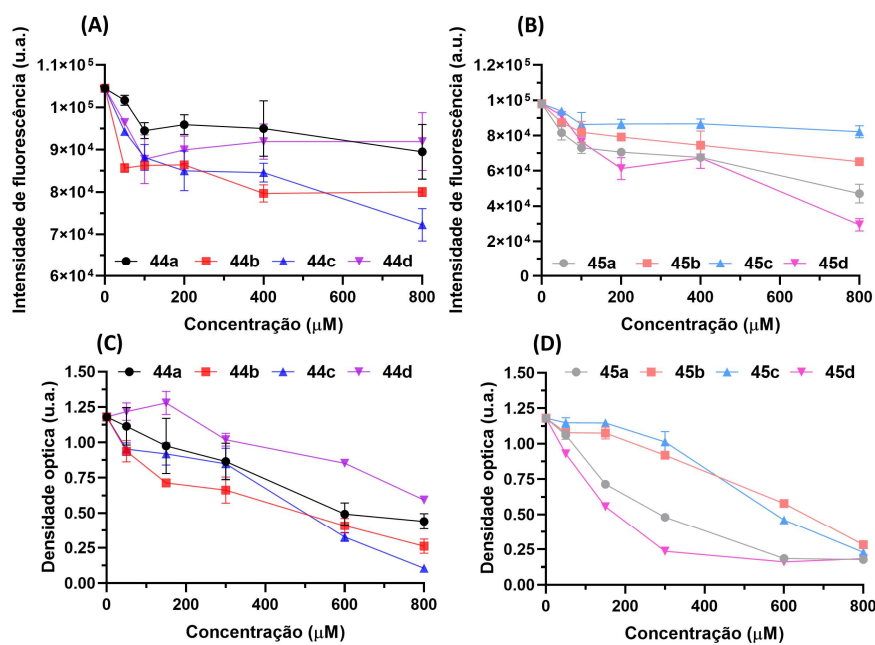 (A)
Intensidade de fluorescência (u.a.)
1.1×10⁵
1×10⁵
9×10⁴
8×10⁴
7×10⁴
6×10⁴
44a 44b 44c 44d
0 200 400 600 800
Concentração (μM)
(B)
Intensidade de fluorescência (a.u.)
1.2×10⁵
1×10⁵
8×10⁴
6×10⁴
4×10⁴
2×10⁴
0
45a 45b 45c 45d
0 200 400 600 800
Concentração (μM)
(C)
44a 44b 44c 44d
Densidade optica (u.a.)
1.50
1.25
1.00
0.75
0.50
0.25
0.00
0 200 400 600 800
Concentração (μM)
(D)
45a 45b 45c 45d
Densidade optica (u.a.)
1.50
1.25
1.00
0.75
0.50
0.25
0.00
0 200 400 600 800
Concentração (μM)